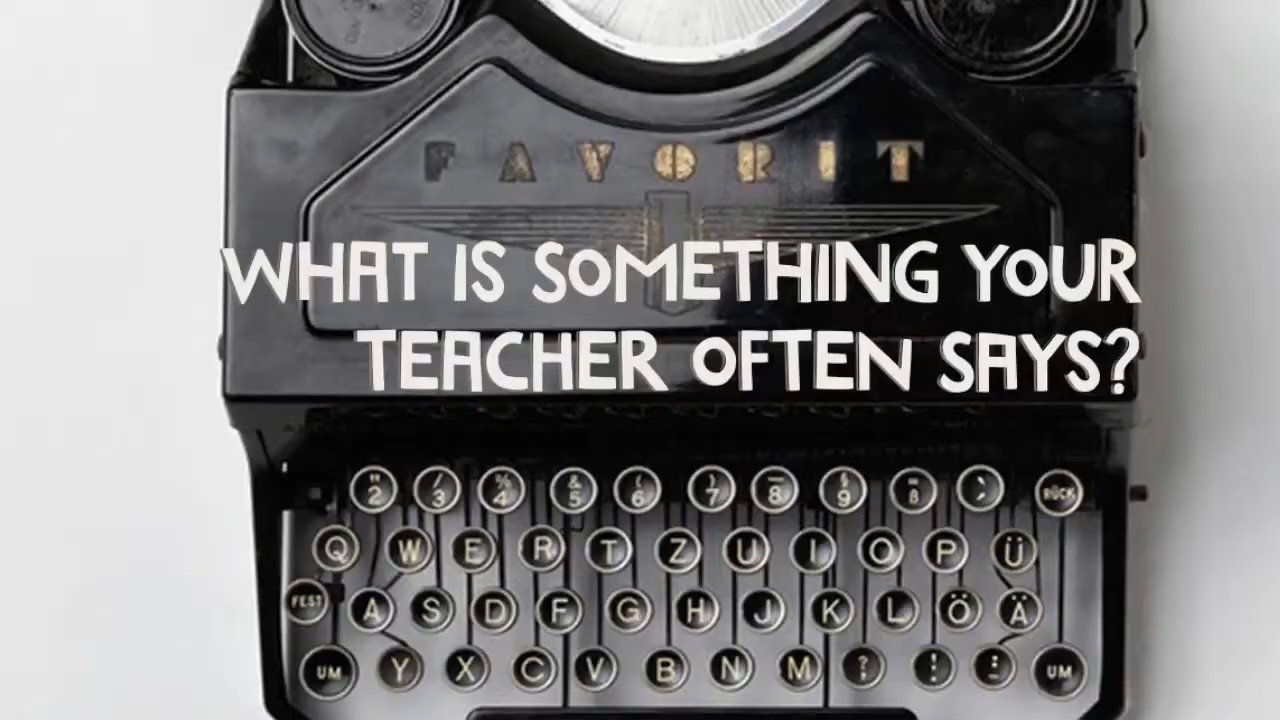 FAVORIT
WHAT IS SOMETHING YOUR
TEACHER OFTEN SAYS?
" 2 / 3 % 4 & 5 ( 6 ) 7 _ 8 § 9 = ß ´ ` RÜCK
Q W E R T Z U I O P Ü
FEST A S D F G H J K L Ö Ä
UM Y X C V B N M ? ! : UM